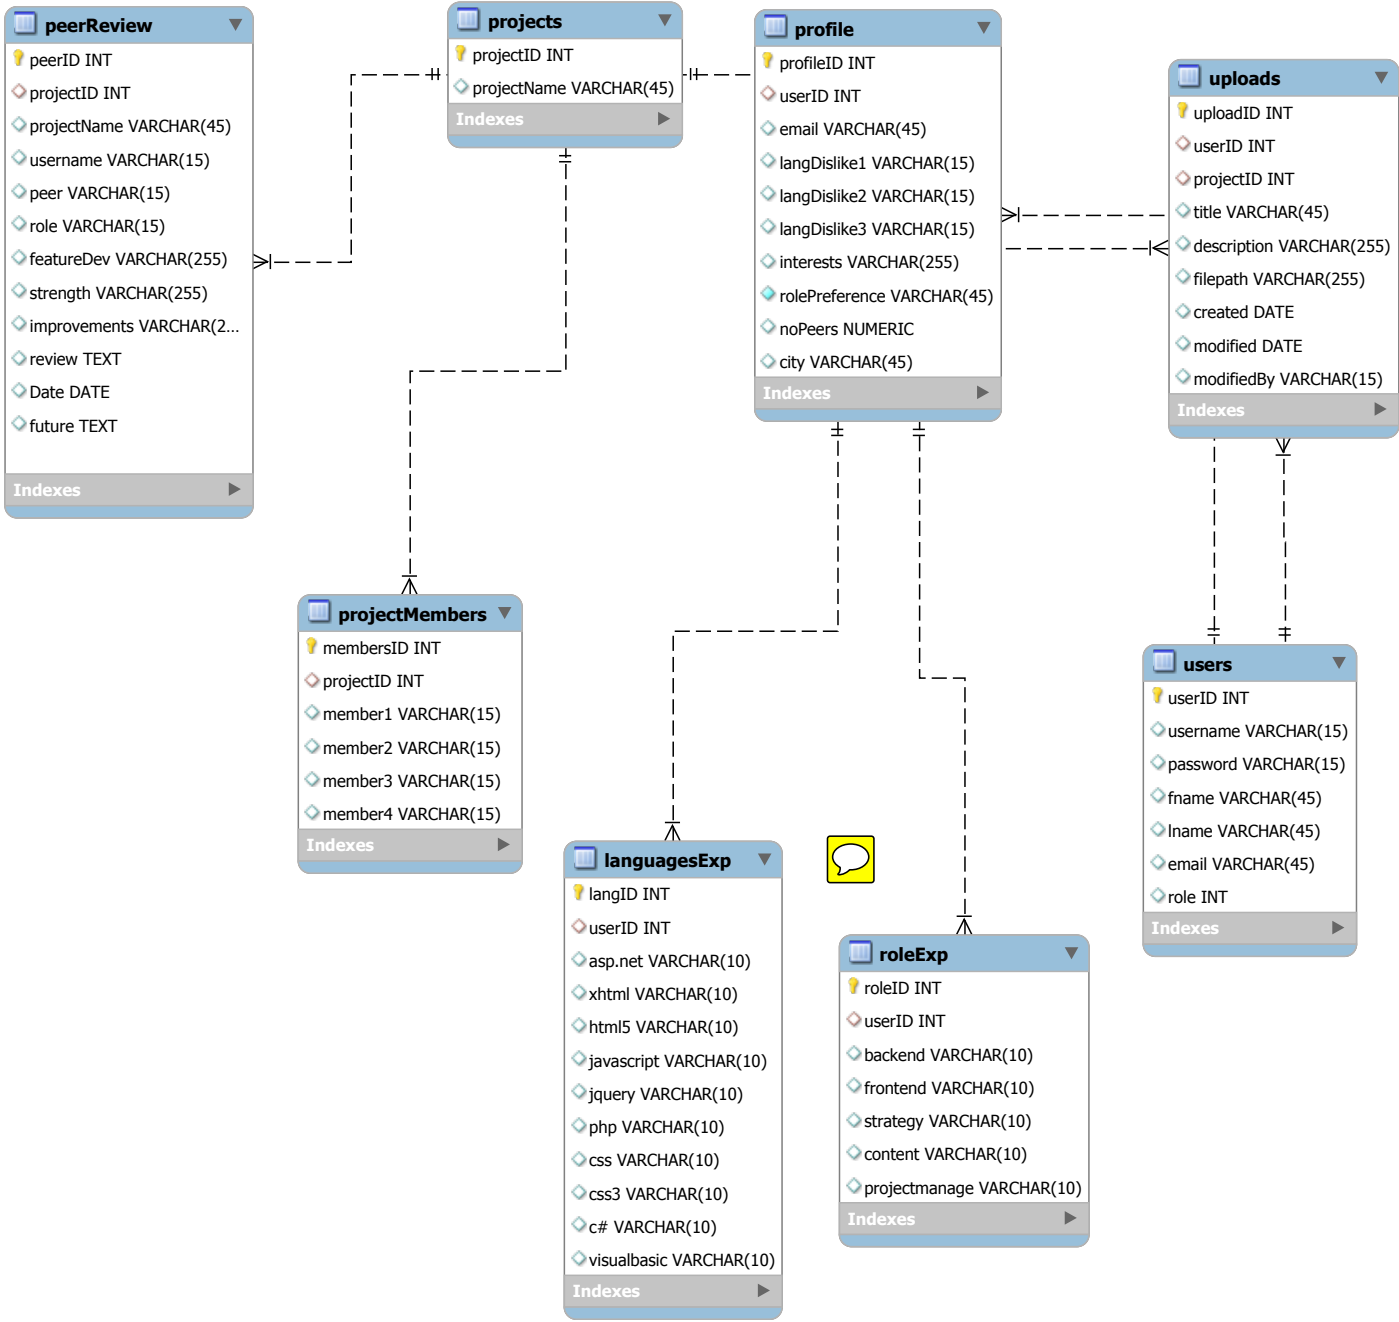 peerReview
peerID INT
projectID INT
projectName VARCHAR(45)
username VARCHAR(15)
peer VARCHAR(15)
role VARCHAR(15)
featureDev VARCHAR(255)
strength VARCHAR(255)
improvements VARCHAR(2...
review TEXT
Date DATE
future TEXT
Indexes
projects
projectID INT
projectName VARCHAR(45)
Indexes
profile
profileID INT
userID INT
email VARCHAR(45)
langDislike1 VARCHAR(15)
langDislike2 VARCHAR(15)
langDislike3 VARCHAR(15)
interests VARCHAR(255)
rolePreference VARCHAR(45)
noPeers NUMERIC
city VARCHAR(45)
Indexes
uploads
uploadID INT
userID INT
projectID INT
title VARCHAR(45)
description VARCHAR(255)
filepath VARCHAR(255)
created DATE
modified DATE
modifiedBy VARCHAR(15)
Indexes
projectMembers
membersID INT
projectID INT
member1 VARCHAR(15)
member2 VARCHAR(15)
member3 VARCHAR(15)
member4 VARCHAR(15)
Indexes
languagesExp
langID INT
userID INT
asp.net VARCHAR(10)
xhtml VARCHAR(10)
html5 VARCHAR(10)
javascript VARCHAR(10)
jquery VARCHAR(10)
php VARCHAR(10)
css VARCHAR(10)
css3 VARCHAR(10)
c# VARCHAR(10)
visualbasic VARCHAR(10)
Indexes
roleExp
roleID INT
userID INT
backend VARCHAR(10)
frontend VARCHAR(10)
strategy VARCHAR(10)
content VARCHAR(10)
projectmanage VARCHAR(10)
Indexes
users
userID INT
username VARCHAR(15)
password VARCHAR(15)
fname VARCHAR(45)
lname VARCHAR(45)
email VARCHAR(45)
role INT
Indexes